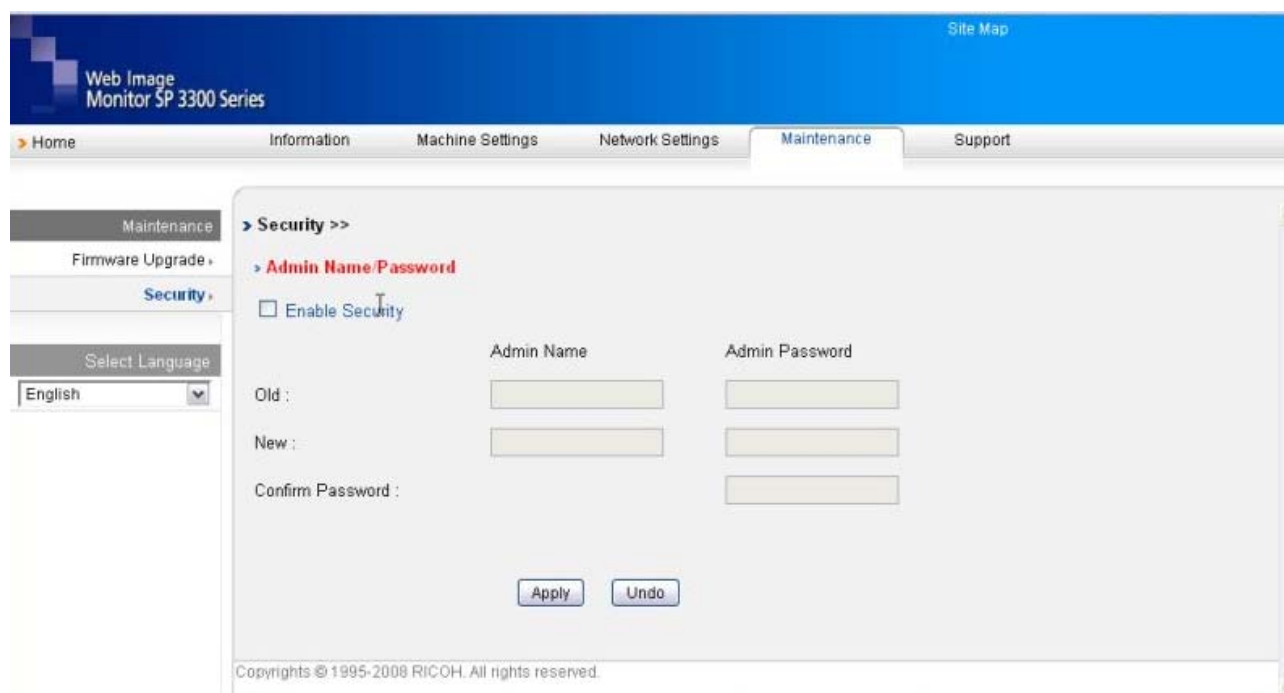 Site Map
Web Image
Monitor SP 3300 Series
Home Information Machine Settings Network Settings Maintenance Support
Maintenance
Firmware Upgrade
Security
Select Language
English
Security >>
Admin Name/Password
Enable Security
Admin Name Admin Password
Old :
New :
Confirm Password :
Apply Undo
Copyrights © 1995-2008 RICOH. All rights reserved.